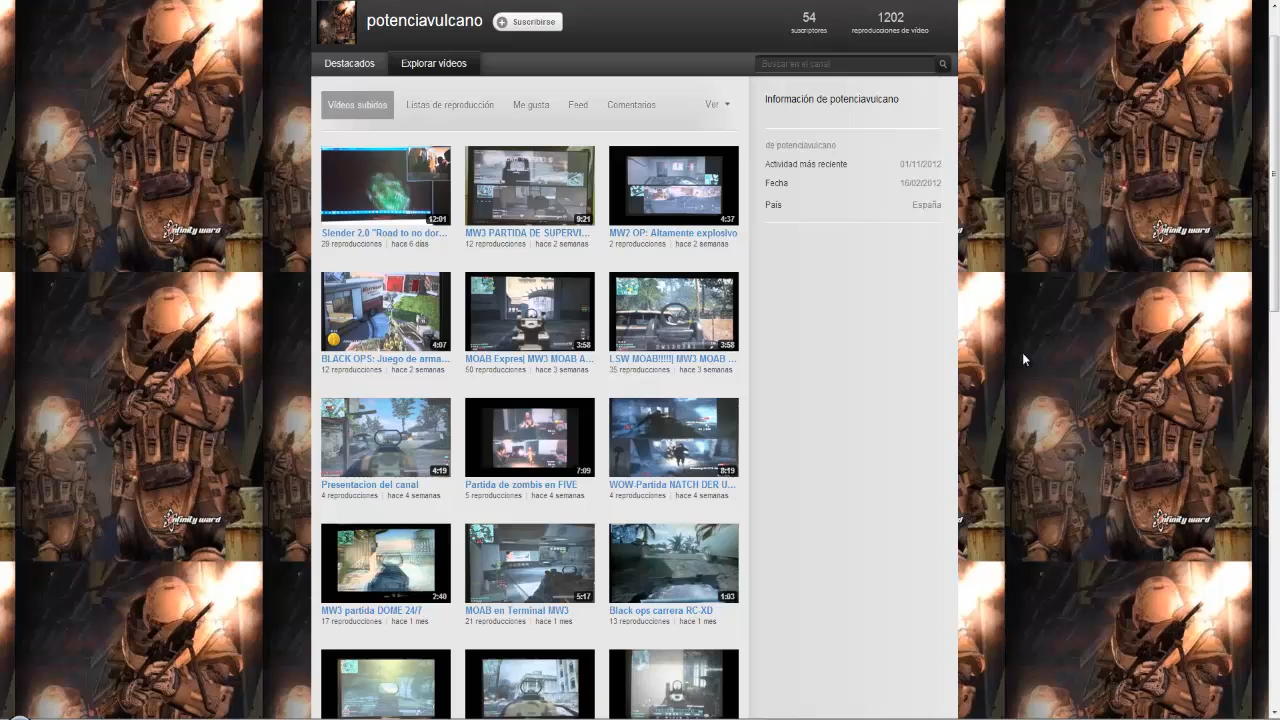 potenciavulcano
Suscribirse
54
suscriptores
1202
reproducciones de vídeo
Destacados
Explorar vídeos
Buscar en el canal
Vídeos subidos
Listas de reproducción
Me gusta
Feed
Comentarios
Ver
Información de potenciavulcano
de potenciavulcano
Actividad más reciente 01/11/2012
Fecha 16/02/2012
País España
12:01
Slender 2.0 "Road to no dor...
29 reproducciones | hace 6 días
9:21
MW3 PARTIDA DE SUPERVI...
12 reproducciones | hace 2 semanas
4:37
MW2 OP: Altamente explosivo
2 reproducciones | hace 2 semanas
4:07
BLACK OPS: Juego de arma...
12 reproducciones | hace 2 semanas
3:58
MOAB Expres| MW3 MOAB A...
50 reproducciones | hace 3 semanas
3:58
LSW MOAB!!!!!| MW3 MOAB ...
35 reproducciones | hace 3 semanas
4:19
Presentacion del canal
4 reproducciones | hace 4 semanas
7:09
Partida de zombis en FIVE
5 reproducciones | hace 4 semanas
8:19
WOW-Partida NATCH DER U...
4 reproducciones | hace 4 semanas
2:40
MW3 partida DOME 24/7
17 reproducciones | hace 1 mes
5:17
MOAB en Terminal MW3
21 reproducciones | hace 1 mes
1:03
Black ops carrera RC-XD
13 reproducciones | hace 1 mes
infinity ward
infinity ward
infinity ward
infinity ward